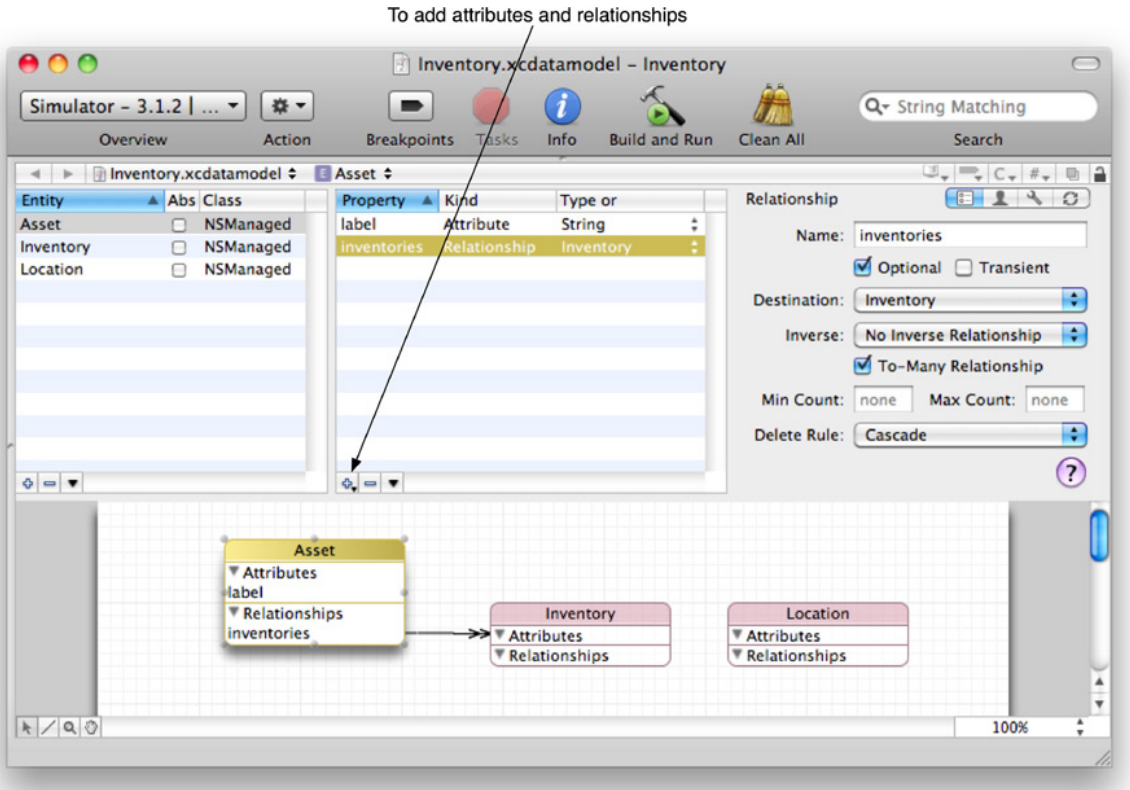 To add attributes and relationships
Inventory.xcdatamodel – Inventory
Simulator – 3.1.2 | ...
Overview Action Breakpoints Tasks Info Build and Run Clean All Search
String Matching
Inventory.xcdatamodel E Asset C #
Entity Abs Class
Asset NSManaged
Inventory NSManaged
Location NSManaged
Property Kind Type or
label Attribute String
inventories Relationship Inventory
Relationship
Name: inventories
Optional Transient
Destination: Inventory
Inverse: No Inverse Relationship
To-Many Relationship
Min Count: none Max Count: none
Delete Rule: Cascade
?
Asset
Attributes
label
Relationships
inventories
Inventory
Attributes
Relationships
Location
Attributes
Relationships
100%